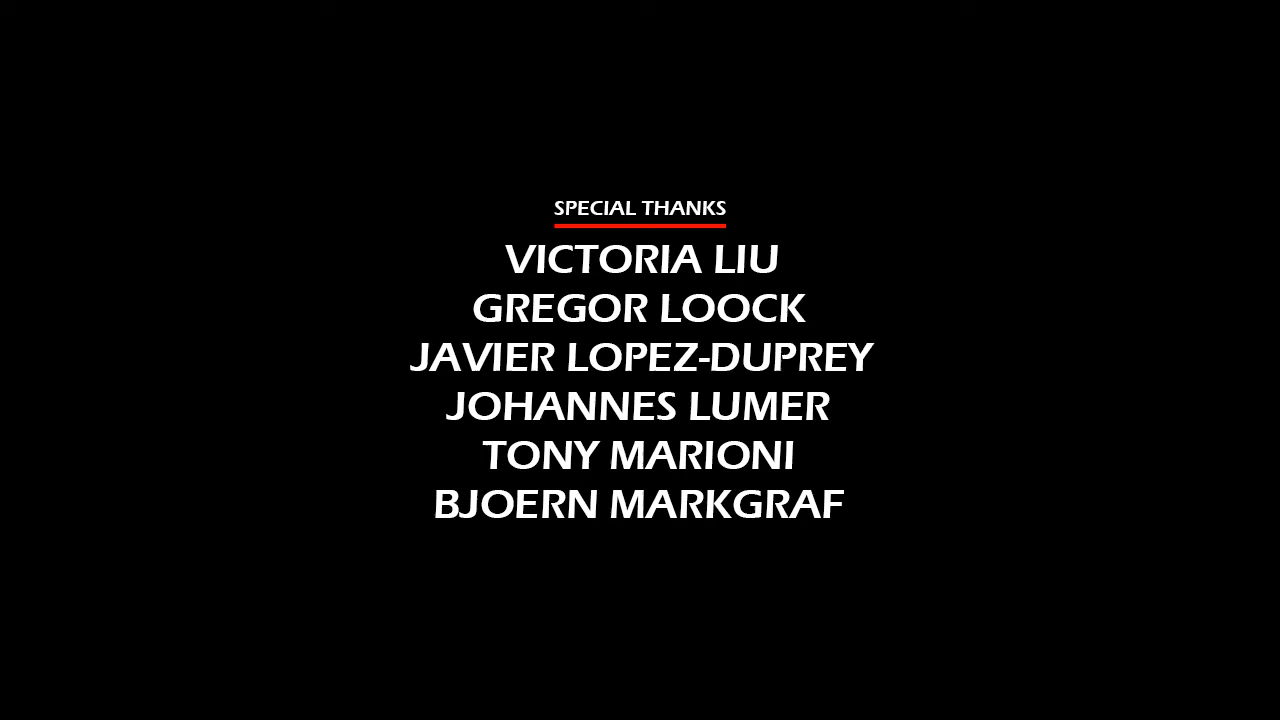 SPECIAL THANKS
VICTORIA LIU
GREGOR LOOCK
JAVIER LOPEZ-DUPREY
JOHANNES LUMER
TONY MARIONI
BJOERN MARKGRAF